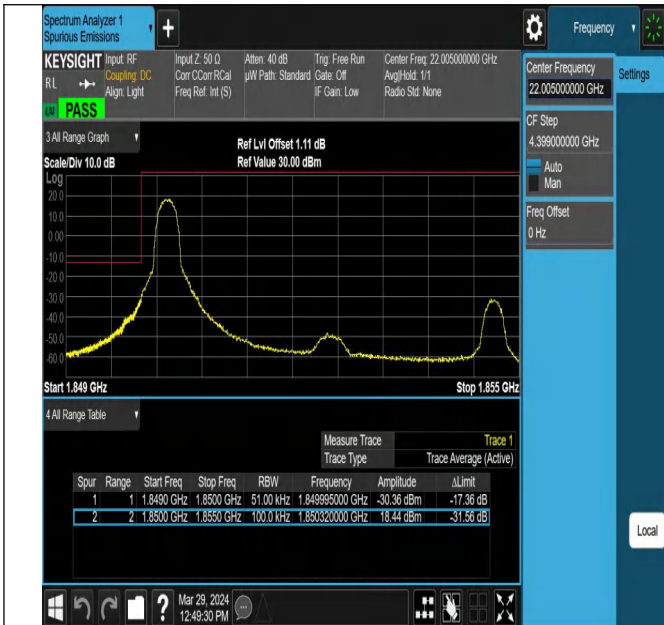 Spectrum Analyzer 1
Spurious Emissions
Frequency
KEYSIGHT Input: RF Input Z: 50 Ω Atten: 40 dB Trig: Free Run Center Freq: 22.005000000 GHz
RL Coupling: DC Corr CCorr RCal µW Path: Standard Gate: Off Avg|Hold: 1/1
Align: Light Freq Ref: Int (S) IF Gain: Low Radio Std: None
PASS
Center Frequency
22.005000000 GHz
Settings
CF Step
4.399000000 GHz
Auto
Man
Freq Offset
0 Hz
3 All Range Graph
Ref Lvl Offset 1.11 dB
Scale/Div 10.0 dB Ref Value 30.00 dBm
Log
20.0
10.0
0.00
-10.0
-20.0
-30.0
-40.0
-50.0
-60.0
Start 1.849 GHz Stop 1.855 GHz
4 All Range Table
Measure Trace Trace 1
Trace Type Trace Average (Active)
Spur Range Start Freq Stop Freq RBW Frequency Amplitude ΔLimit
1 1 1.8490 GHz 1.8500 GHz 51.00 kHz 1.849995000 GHz -30.36 dBm -17.36 dB
2 2 1.8500 GHz 1.8550 GHz 100.0 kHz 1.850320000 GHz 18.44 dBm -31.56 dB
Local
Mar 29, 2024
12:49:30 PM